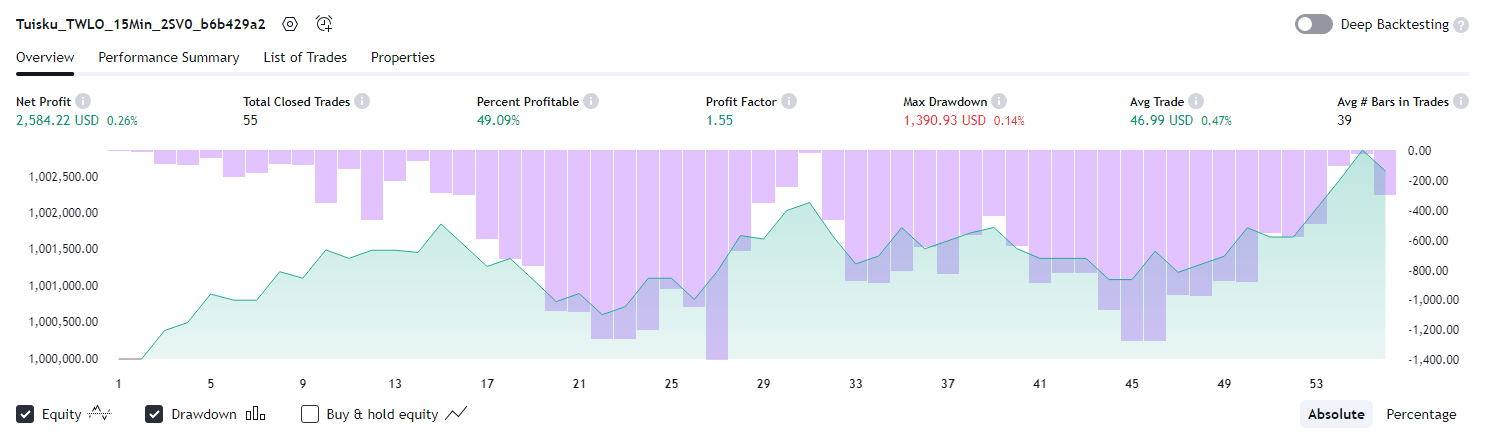 Tuisku_TWLO_15Min_2SV0_b6b429a2
Deep Backtesting ?
Overview Performance Summary List of Trades Properties
Net Profit i Total Closed Trades i Percent Profitable i Profit Factor i Max Drawdown i Avg Trade i Avg # Bars in Trades i
2,584.22 USD 0.26% 55 49.09% 1.55 1,390.93 USD 0.14% 46.99 USD 0.47% 39
0.00
1,002,500.00 -200.00
1,002,000.00 -400.00
1,001,500.00 -600.00
-800.00
1,001,000.00 -1,000.00
1,000,500.00 -1,200.00
1,000,000.00 -1,400.00
1 5 9 13 17 21 25 29 33 37 41 45 49 53
Equity Drawdown Buy & hold equity Absolute Percentage